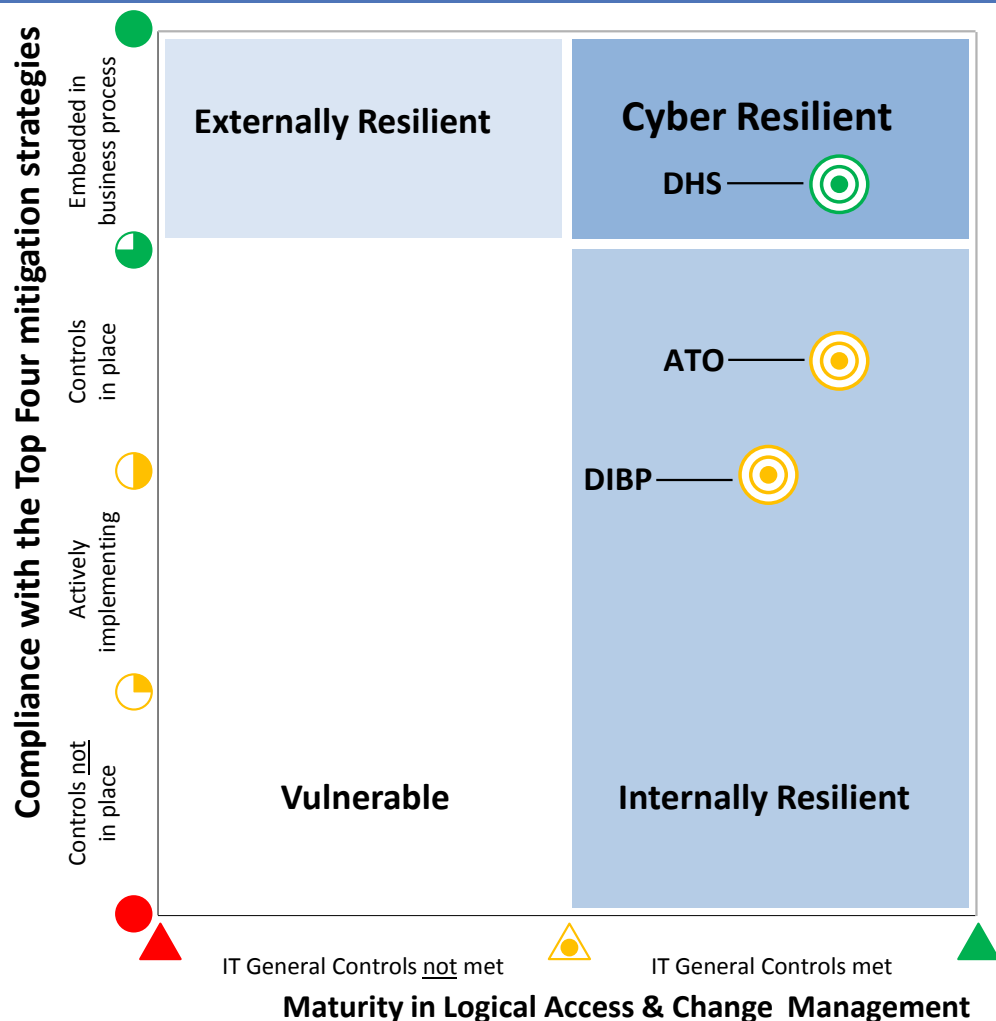 Compliance with the Top Four mitigation strategies
Embedded in
business process
Controls
in place
Actively
implementing
Controls not
in place
Externally Resilient
Cyber Resilient
DHS
ATO
DIBP
Vulnerable
Internally Resilient
IT General Controls not met
IT General Controls met
Maturity in Logical Access & Change Management